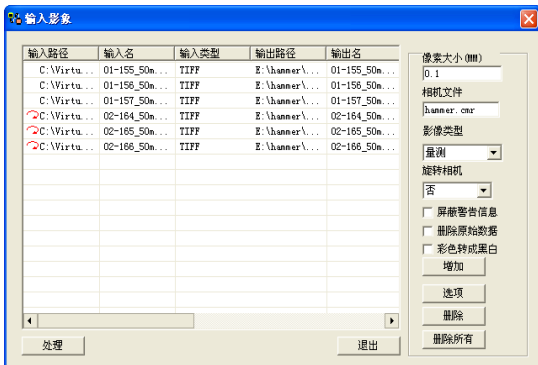 输入影象
输入路径 输入名 输入类型 输出路径 输出名
C:\Virtu... 01-155_50m... TIFF E:\hammer\... 01-155_50m...
C:\Virtu... 01-156_50m... TIFF E:\hammer\... 01-156_50m...
C:\Virtu... 01-157_50m... TIFF E:\hammer\... 01-157_50m...
C:\Virtu... 02-164_50m... TIFF E:\hammer\... 02-164_50m...
C:\Virtu... 02-165_50m... TIFF E:\hammer\... 02-165_50m...
C:\Virtu... 02-166_50m... TIFF E:\hammer\... 02-166_50m...
像素大小(MM)
0.1
相机文件
hammer.cmr
影像类型
量测
旋转相机
否
屏蔽警告信息
删除原始数据
彩色转成黑白
增加
选项
删除
删除所有
处理 退出